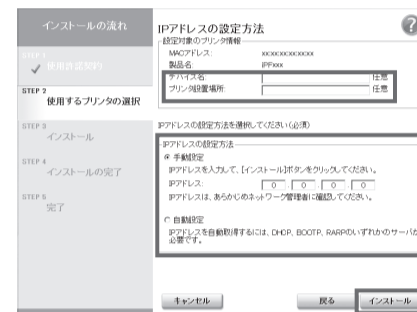 インストールの流れ
STEP 1
使用許諾契約
STEP 2
使用するプリンタの選択
STEP 3
インストール
STEP 4
インストールの完了
STEP 5
完了
IPアドレスの設定方法
設定対象のプリンタ情報
MACアドレス: xxxxxxxxxxxx
製品名: iPFxxx
デバイス名: 任意
プリンタ設置場所: 任意
IPアドレスの設定方法を選択してください(必須)
IPアドレスの設定方法
手動設定
IPアドレスを入力して、[インストール]ボタンをクリックしてください。
IPアドレス: 0 . 0 . 0 . 0
IPアドレスは、あらかじめネットワーク管理者に確認してください。
自動設定
IPアドレスを自動取得するには、DHCP、BOOTP、RARPのいずれかのサーバが
必要です。
キャンセル
戻る
インストール